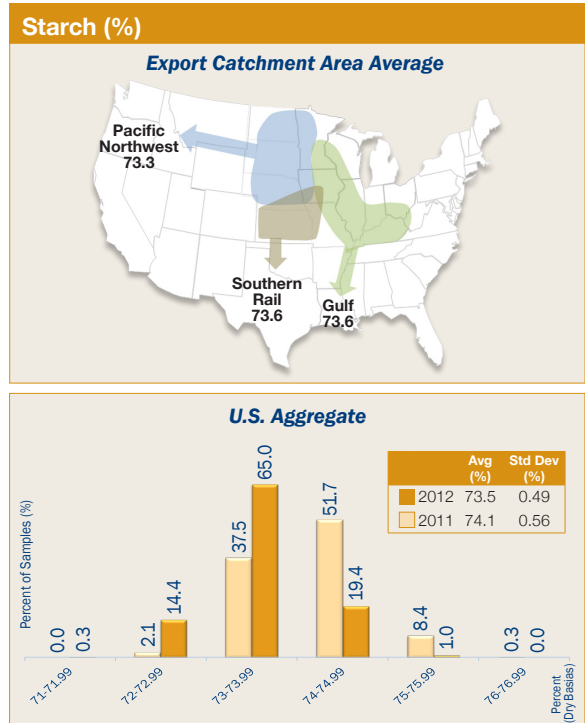 Starch (%)
Export Catchment Area Average
Pacific
Northwest
73.3
Southern
Rail
73.6
Gulf
73.6
U.S. Aggregate
Avg
(%)
Std Dev
(%)
2012 73.5 0.49
2011 74.1 0.56
Percent of Samples (%)
0.0 0.3
2.1 14.4
37.5 65.0
51.7 19.4
8.4 1.0
0.3 0.0
71-71.99
72-72.99
73-73.99
74-74.99
75-75.99
76-76.99
Percent
(Dry Basias)